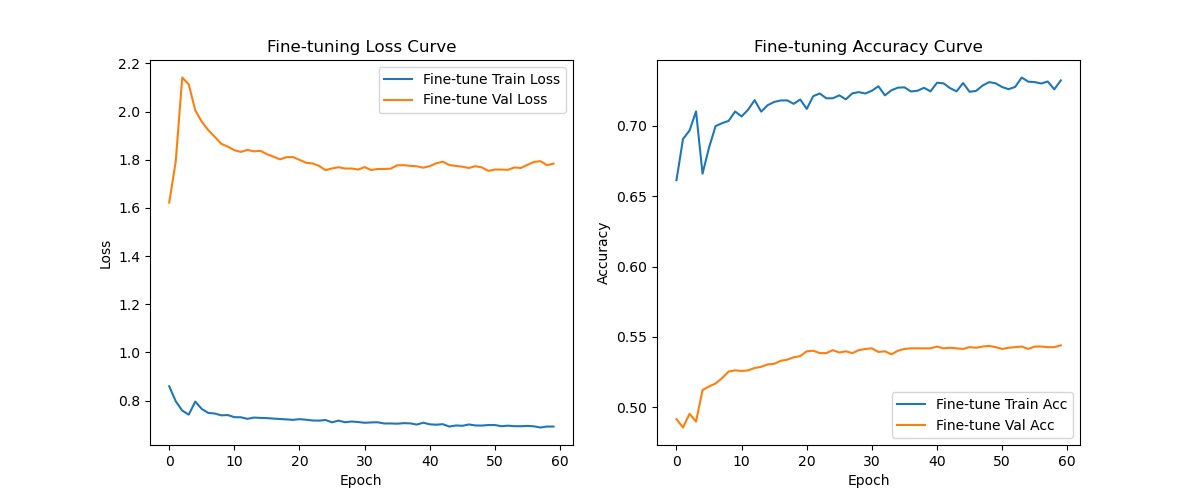 Fine-tuning Loss Curve
2.2
2.0
1.8
1.6
1.4
1.2
1.0
0.8
Loss
0
10
20
30
40
50
60
Epoch
Fine-tune Train Loss
Fine-tune Val Loss
Fine-tuning Accuracy Curve
0.70
0.65
0.60
0.55
0.50
Accuracy
0
10
20
30
40
50
60
Epoch
Fine-tune Train Acc
Fine-tune Val Acc